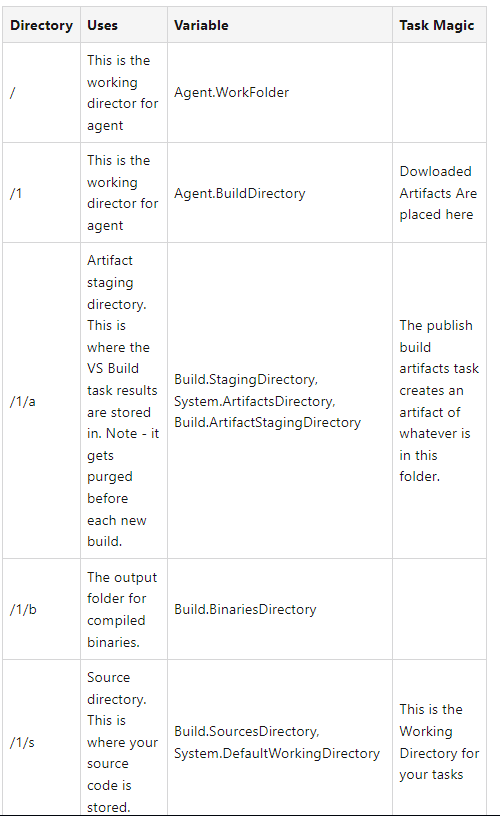 Directory Uses Variable Task Magic
/
This is the
working
director for
agent
Agent.WorkFolder
/1
This is the
working
director for
agent
Agent.BuildDirectory
Dowloaded
Artifacts Are
placed here
/1/a
Artifact
staging
directory.
This is
where the
VS Build
task results
are stored
in. Note - it
gets
purged
before
each new
build.
Build.StagingDirectory,
System.ArtifactsDirectory,
Build.ArtifactStagingDirectory
The publish
build
artifacts task
creates an
artifact of
whatever is
in this
folder.
/1/b
The output
folder for
compiled
binaries.
Build.BinariesDirectory
/1/s
Source
directory.
This is
where your
source
code is
stored.
Build.SourcesDirectory,
System.DefaultWorkingDirectory
This is the
Working
Directory for
your tasks